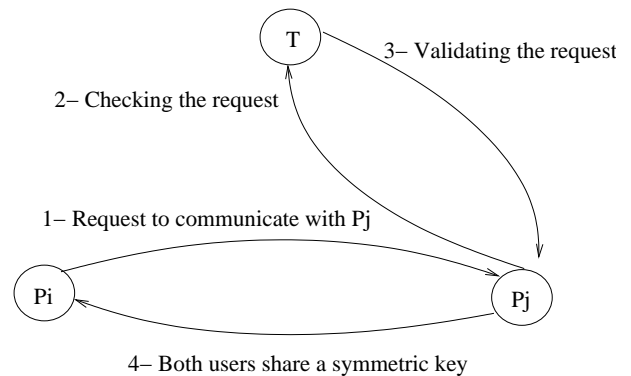 T
3– Validating the request
2– Checking the request
1– Request to communicate with Pj
Pi
Pj
4– Both users share a symmetric key